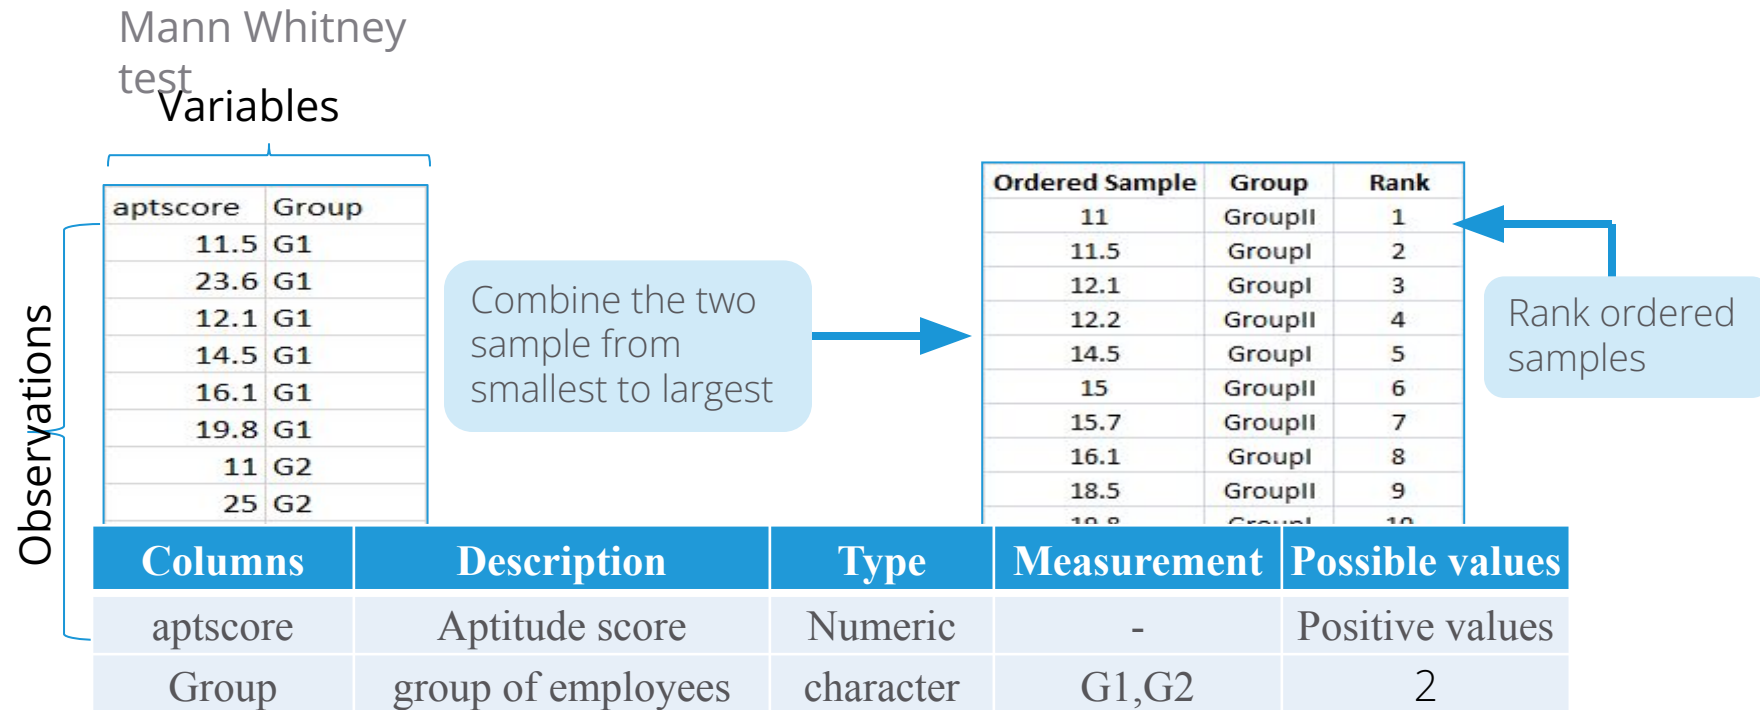 Mann Whitney
test
Variables
Observations
aptscore Group
11.5 G1
23.6 G1
12.1 G1
14.5 G1
16.1 G1
19.8 G1
11 G2
25 G2
Combine the two
sample from
smallest to largest
Ordered Sample Group Rank
11 GroupII 1
11.5 GroupI 2
12.1 GroupI 3
12.2 GroupII 4
14.5 GroupI 5
15 GroupII 6
15.7 GroupII 7
16.1 GroupI 8
18.5 GroupII 9
19.8 GroupI 10
Rank ordered
samples
Columns Description Type Measurement Possible values
aptscore Aptitude score Numeric - Positive values
Group group of employees character G1,G2 2